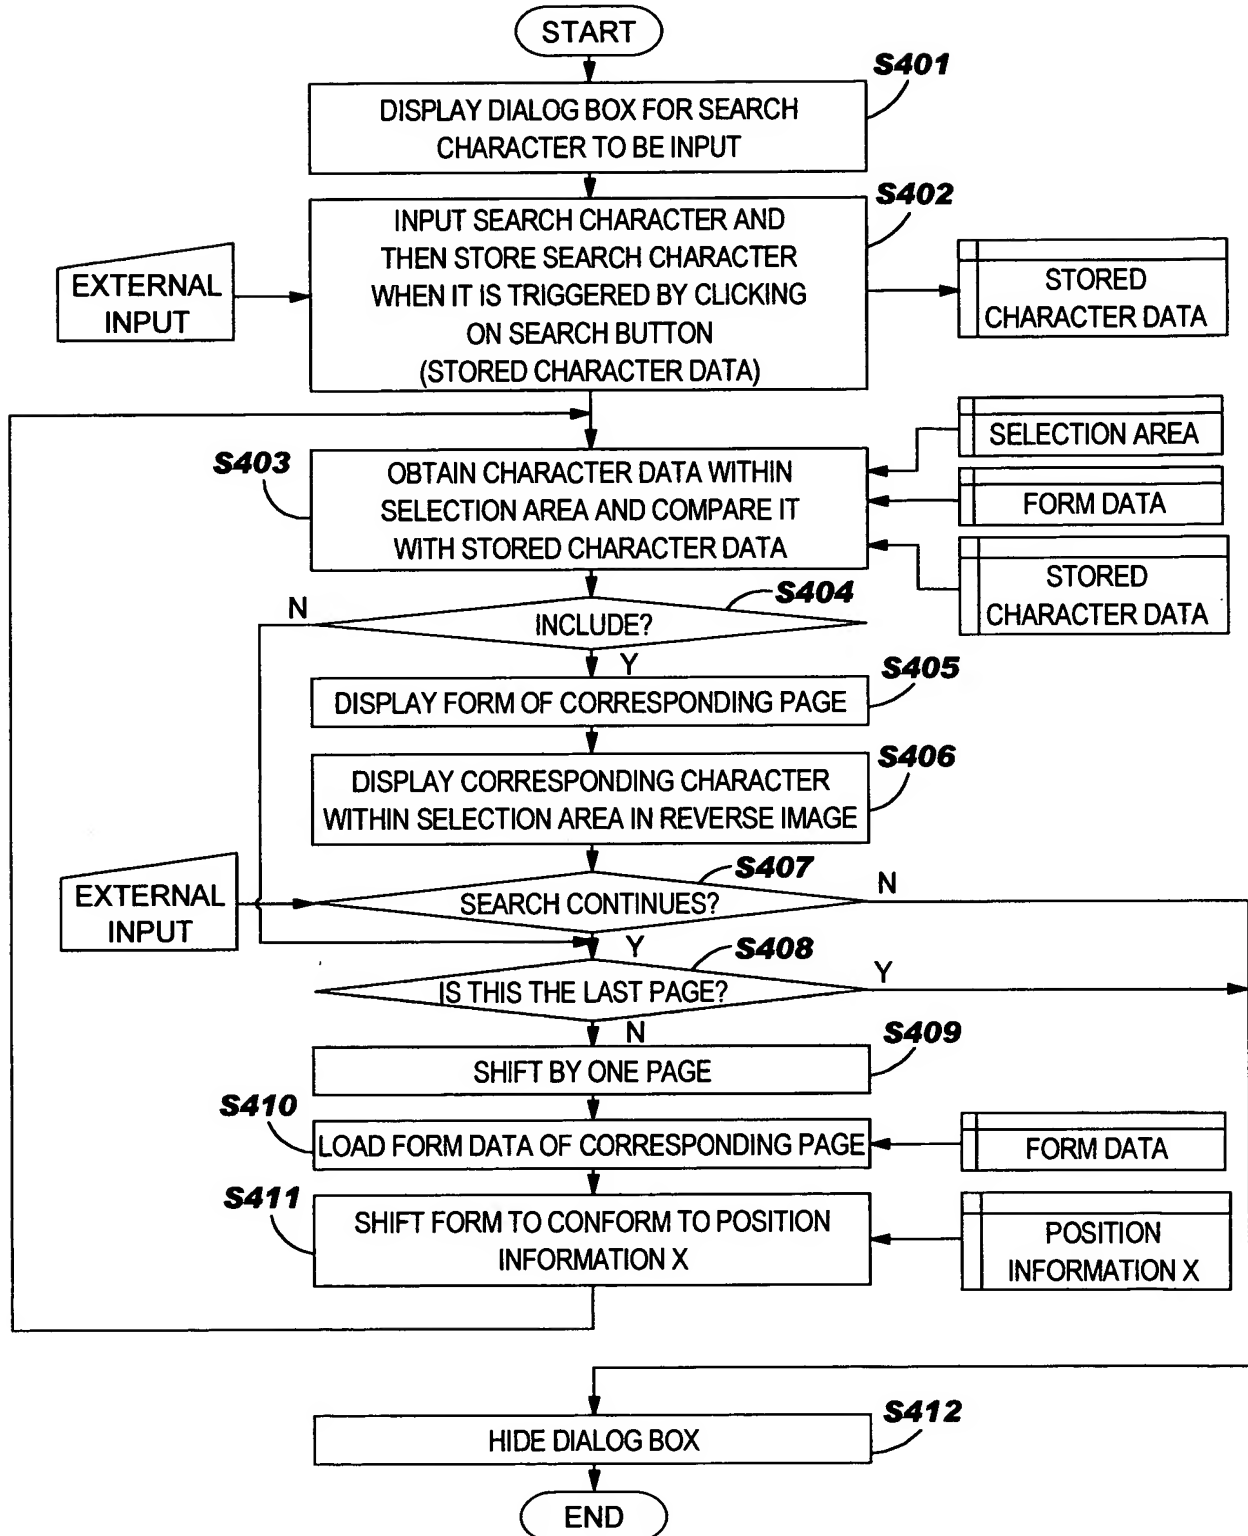 START
S401
DISPLAY DIALOG BOX FOR SEARCH
CHARACTER TO BE INPUT
S402
INPUT SEARCH CHARACTER AND
THEN STORE SEARCH CHARACTER
WHEN IT IS TRIGGERED BY CLICKING
ON SEARCH BUTTON
(STORED CHARACTER DATA)
EXTERNAL
INPUT
STORED
CHARACTER DATA
S403
OBTAIN CHARACTER DATA WITHIN
SELECTION AREA AND COMPARE IT
WITH STORED CHARACTER DATA
SELECTION AREA
FORM DATA
STORED
CHARACTER DATA
S404
N
INCLUDE?
Y
S405
DISPLAY FORM OF CORRESPONDING PAGE
S406
DISPLAY CORRESPONDING CHARACTER
WITHIN SELECTION AREA IN REVERSE IMAGE
EXTERNAL
INPUT
S407
SEARCH CONTINUES?
N
Y
S408
IS THIS THE LAST PAGE?
Y
N
S409
SHIFT BY ONE PAGE
S410
LOAD FORM DATA OF CORRESPONDING PAGE
FORM DATA
S411
SHIFT FORM TO CONFORM TO POSITION
INFORMATION X
POSITION
INFORMATION X
S412
HIDE DIALOG BOX
END